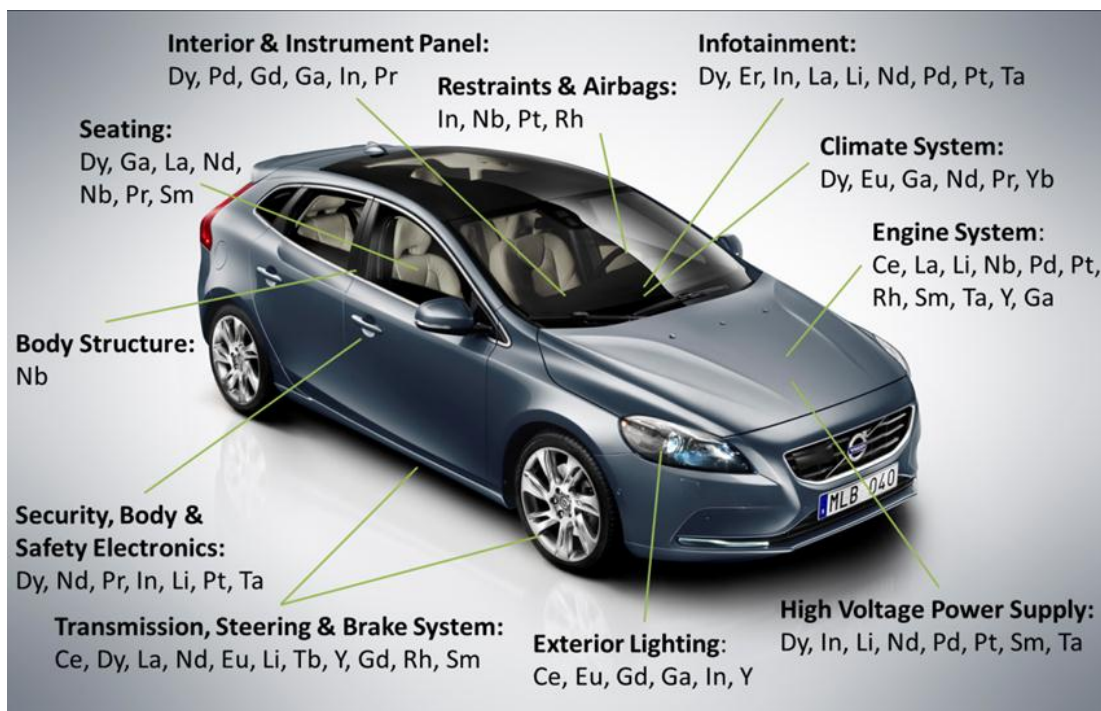 Interior & Instrument Panel:
Dy, Pd, Gd, Ga, In, Pr
Infotainment:
Dy, Er, In, La, Li, Nd, Pd, Pt, Ta
Restraints & Airbags:
In, Nb, Pt, Rh
Seating:
Dy, Ga, La, Nd,
Nb, Pr, Sm
Climate System:
Dy, Eu, Ga, Nd, Pr, Yb
Engine System:
Ce, La, Li, Nb, Pd, Pt,
Rh, Sm, Ta, Y, Ga
Body Structure:
Nb
MLB 040
Security, Body &
Safety Electronics:
Dy, Nd, Pr, In, Li, Pt, Ta
Transmission, Steering & Brake System:
Ce, Dy, La, Nd, Eu, Li, Tb, Y, Gd, Rh, Sm
Exterior Lighting:
Ce, Eu, Gd, Ga, In, Y
High Voltage Power Supply:
Dy, In, Li, Nd, Pd, Pt, Sm, Ta